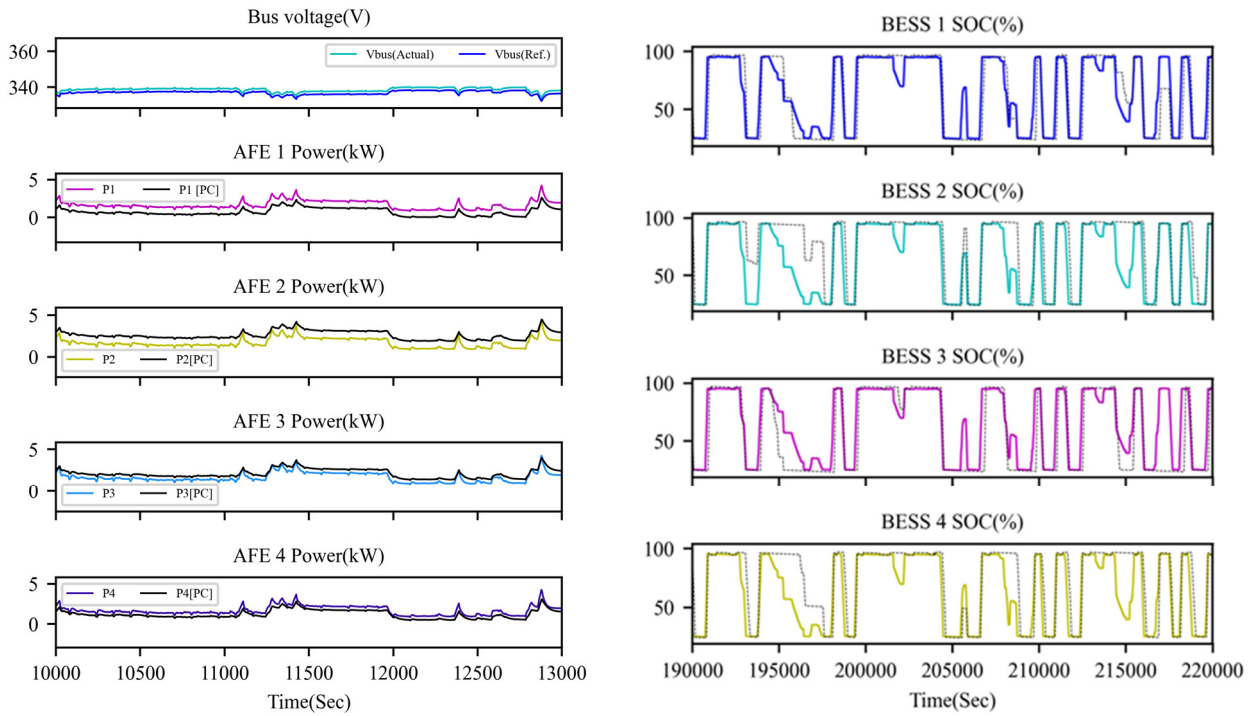 Bus voltage(V)
360
340
Vbus(Actual) Vbus(Ref.)
AFE 1 Power(kW)
5
0
P1 P1 [PC]
AFE 2 Power(kW)
5
0
P2 P2[PC]
AFE 3 Power(kW)
5
0
P3 P3[PC]
AFE 4 Power(kW)
5
0
P4 P4[PC]
10000 10500 11000 11500 12000 12500 13000
Time(Sec)
BESS 1 SOC(%)
100
50
BESS 2 SOC(%)
100
50
BESS 3 SOC(%)
100
50
BESS 4 SOC(%)
100
50
190000 195000 200000 205000 210000 215000 220000
Time(Sec)